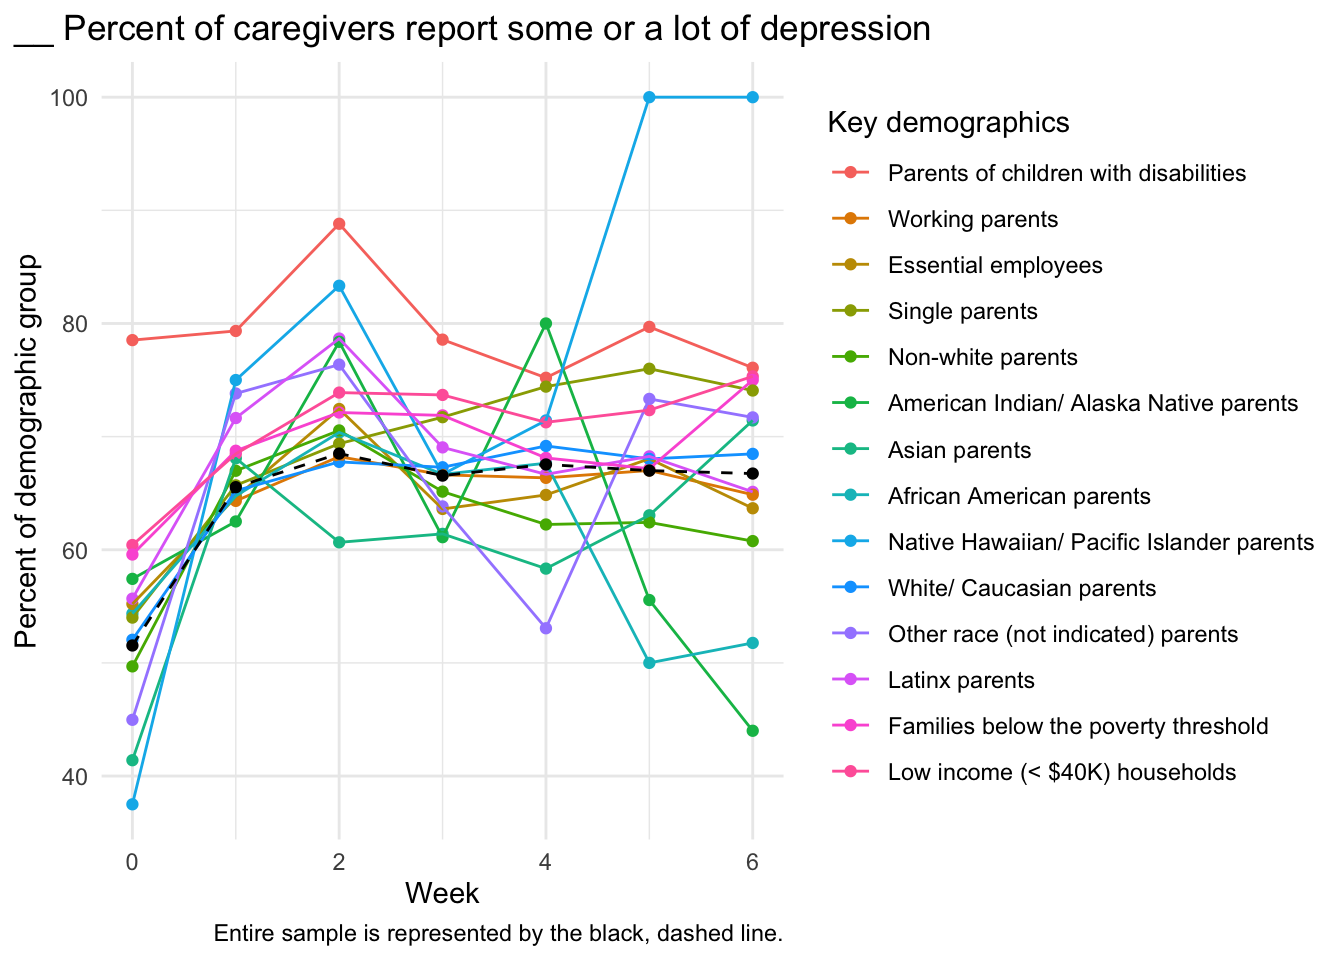 __ Percent of caregivers report some or a lot of depression
Percent of demographic group
100
80
60
40
0
2
4
6
Week
Entire sample is represented by the black, dashed line.
Key demographics
Parents of children with disabilities
Working parents
Essential employees
Single parents
Non-white parents
American Indian/ Alaska Native parents
Asian parents
African American parents
Native Hawaiian/ Pacific Islander parents
White/ Caucasian parents
Other race (not indicated) parents
Latinx parents
Families below the poverty threshold
Low income (< $40K) households